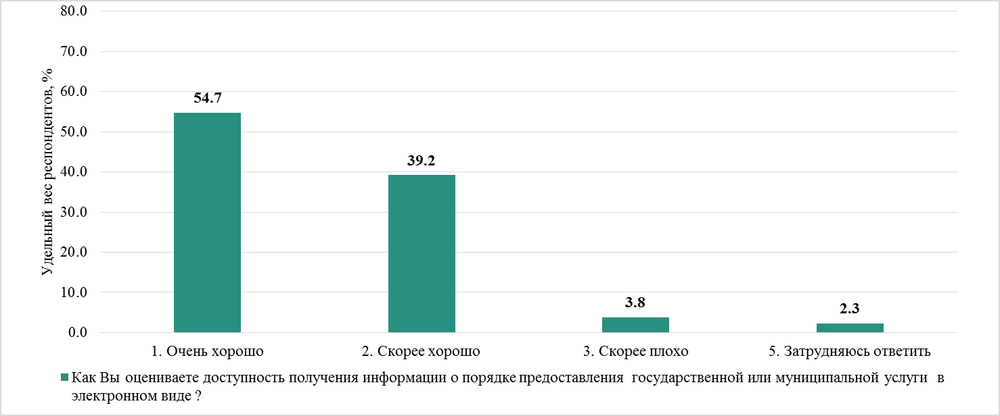 80.0
70.0
60.0
50.0
40.0
30.0
20.0
10.0
0.0
Удельный вес респондентов, %
54.7
39.2
3.8
2.3
1. Очень хорошо
2. Скорее хорошо
3. Скорее плохо
5. Затрудняюсь ответить
Как Вы оцениваете доступность получения информации о порядке предоставления государственной или муниципальной услуги в
электронном виде ?